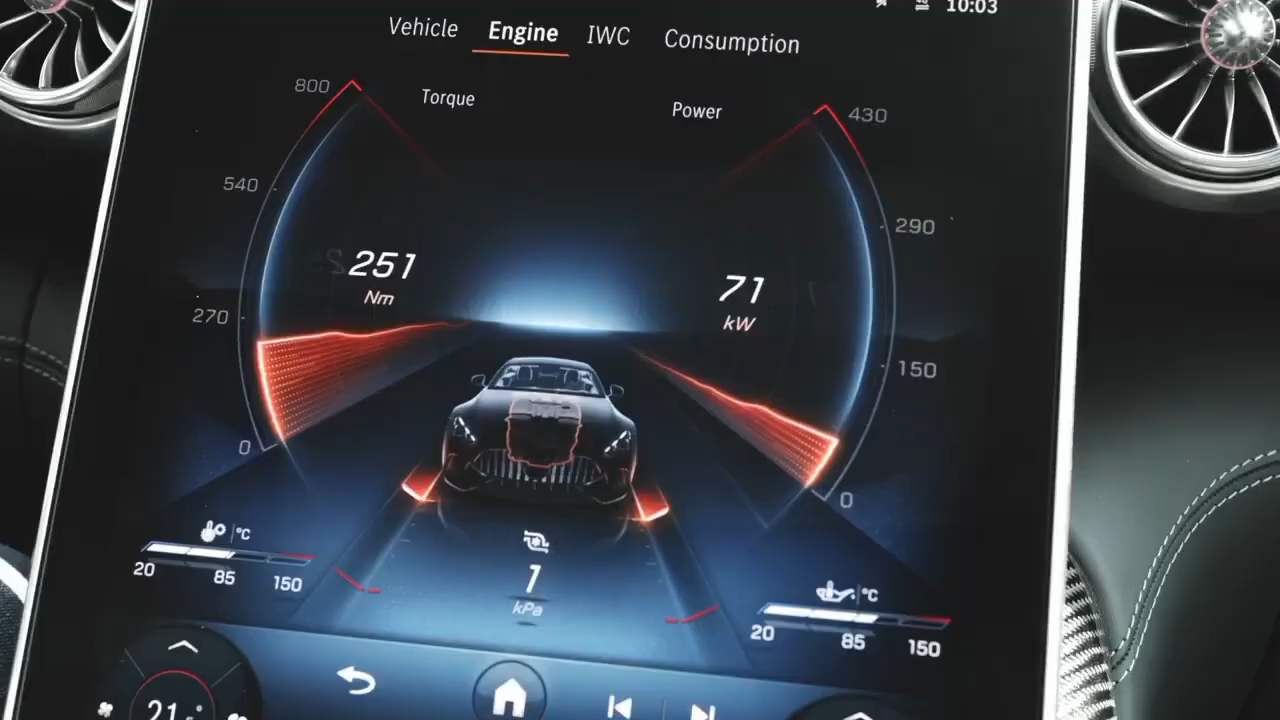 10:03
Vehicle Engine IWC Consumption
Torque Power
800 430
540 290
270 150
0 0
251 71
Nm kW
°C
20 85 150
1
kPa
°C
20 85 150
21